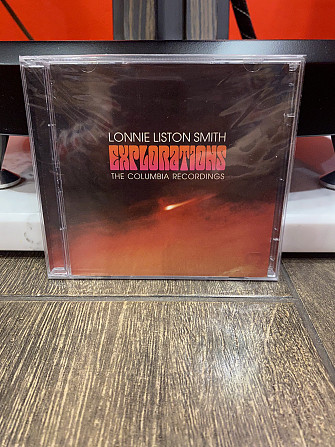 LONNIE LISTON SMITH
EXPLORATIONS
THE COLUMBIA RECORDINGS